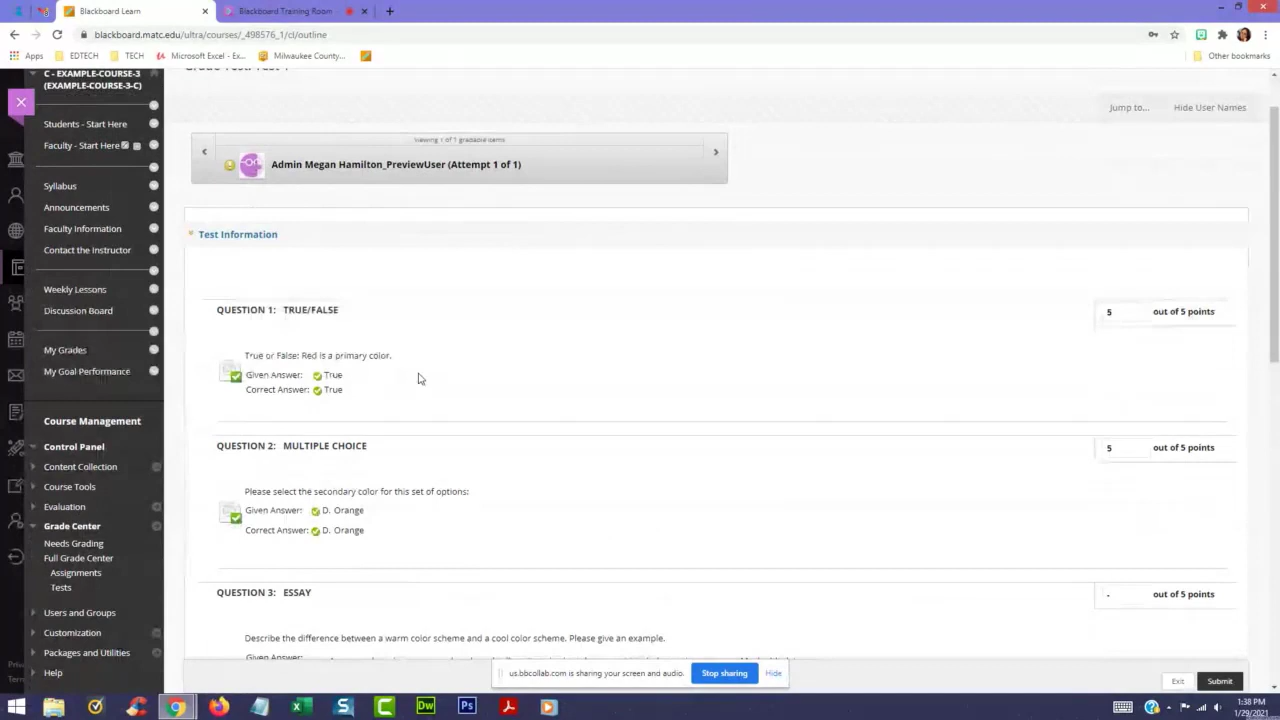 Blackboard Learn
Blackboard Training Room
blackboard.matc.edu/ultra/courses/_498576_1/cl/outline
Apps
EDTECH
TECH
Microsoft Excel - Ex...
Milwaukee County...
Other bookmarks
C - EXAMPLE-COURSE-3
(EXAMPLE-COURSE-3-C)
Students - Start Here
Faculty - Start Here
Syllabus
Announcements
Faculty Information
Contact the Instructor
Weekly Lessons
Discussion Board
My Grades
My Goal Performance
Course Management
Control Panel
Content Collection
Course Tools
Evaluation
Grade Center
Needs Grading
Full Grade Center
Assignments
Tests
Users and Groups
Customization
Packages and Utilities
Help
Jump to...
Hide User Names
Viewing 1 of 1 gradable items
Admin Megan Hamilton_PreviewUser (Attempt 1 of 1)
Test Information
QUESTION 1: TRUE/FALSE
5 out of 5 points
True or False: Red is a primary color.
Given Answer: True
Correct Answer: True
QUESTION 2: MULTIPLE CHOICE
5 out of 5 points
Please select the secondary color for this set of options:
Given Answer: D. Orange
Correct Answer: D. Orange
QUESTION 3: ESSAY
- out of 5 points
Describe the difference between a warm color scheme and a cool color scheme. Please give an example.
Given Answer:
us.bbcollab.com is sharing your screen and audio.
Stop sharing
Hide
Exit
Submit
1:38 PM
1/29/2021